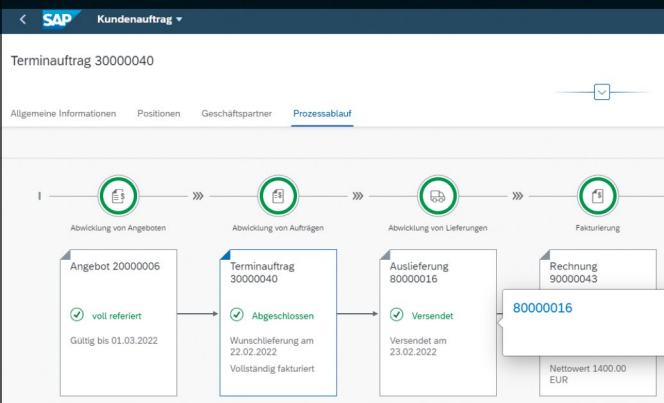 SAP Kundenauftrag
Terminauftrag 30000040
Allgemeine Informationen Positionen Geschäftspartner Prozessablauf
Abwicklung von Angeboten Abwicklung von Aufträgen Abwicklung von Lieferungen Fakturierung
Angebot 20000006
voll referiert
Gültig bis 01.03.2022
Terminauftrag
30000040
Abgeschlossen
Wunschlieferung am
22.02.2022
Vollständig fakturiert
Auslieferung
80000016
Versendet
Versendet am
23.02.2022
Rechnung
90000043
80000016
Nettowert 1400.00
EUR